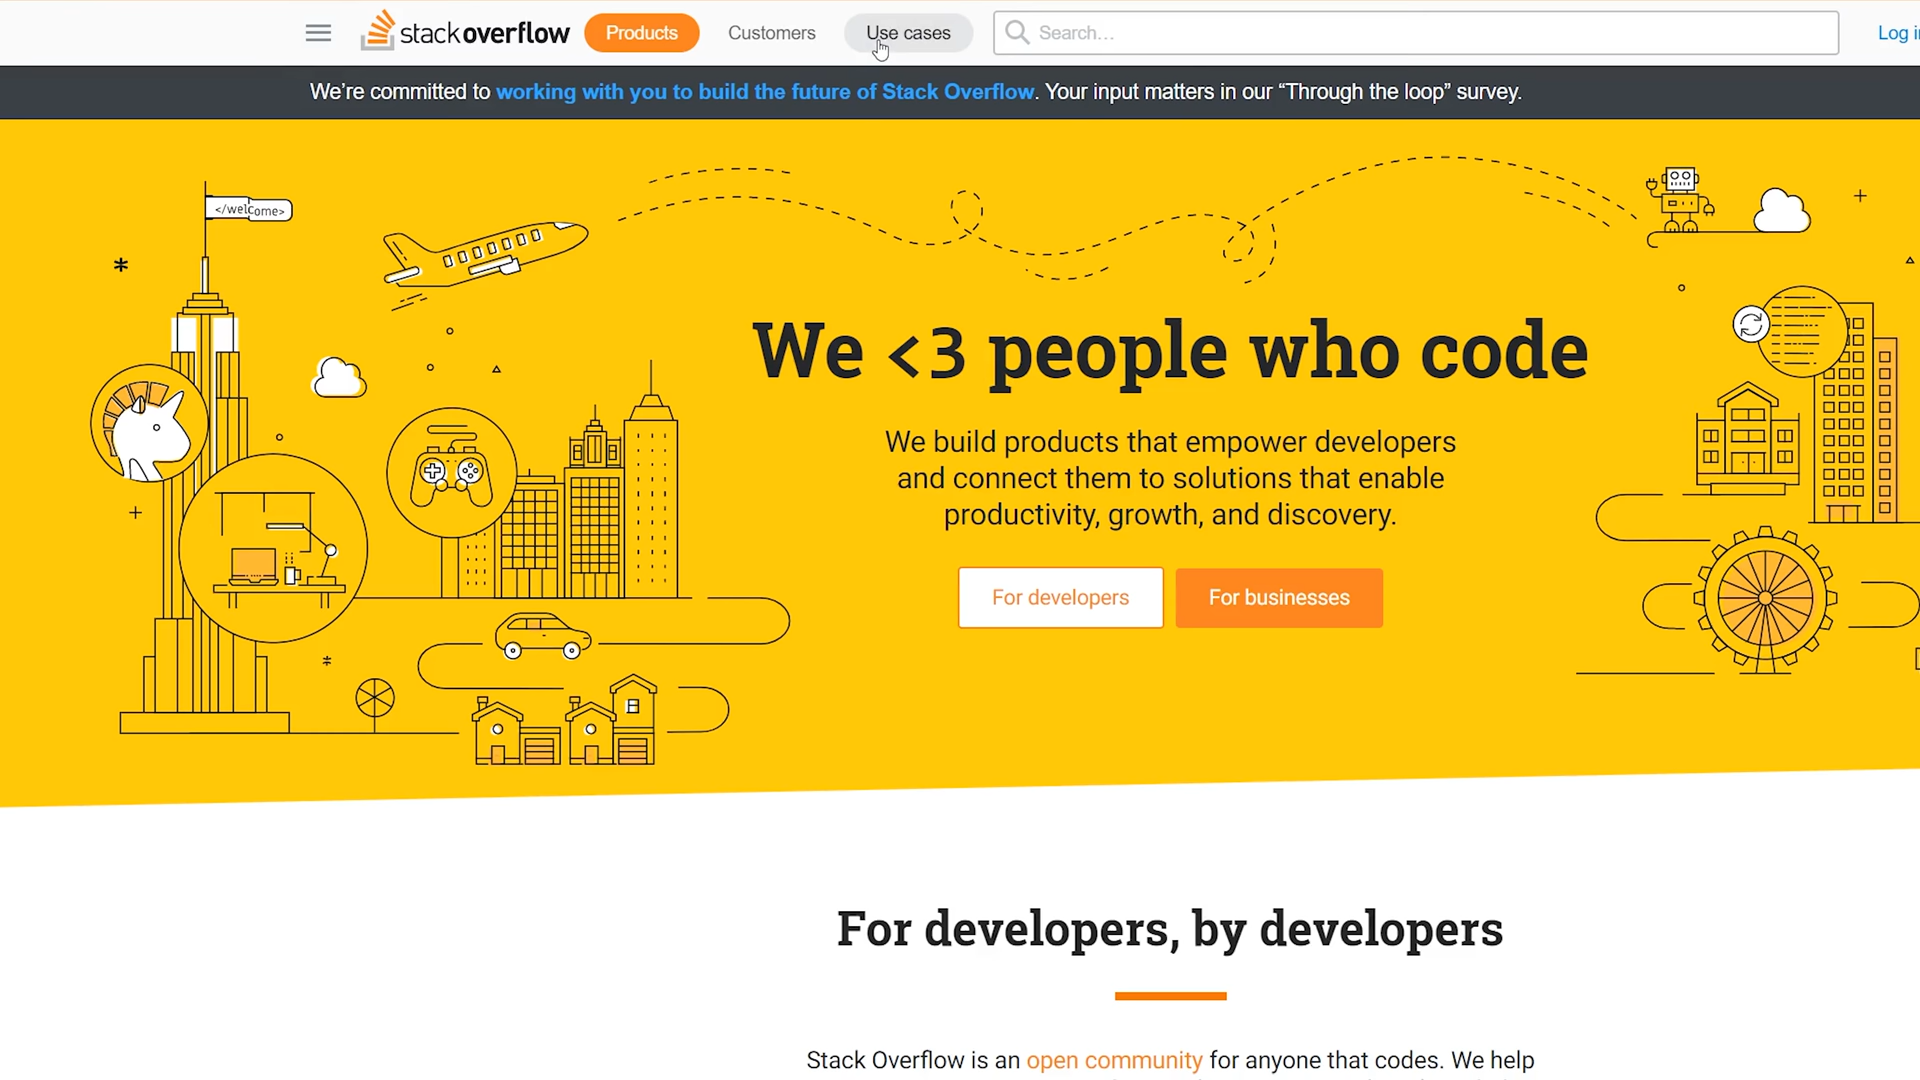 stackoverflow Products Customers Use cases Search... Log i
We’re committed to working with you to build the future of Stack Overflow. Your input matters in our “Through the loop” survey.
</welcome>
We <3 people who code
We build products that empower developers
and connect them to solutions that enable
productivity, growth, and discovery.
For developers For businesses
For developers, by developers
Stack Overflow is an open community for anyone that codes. We help